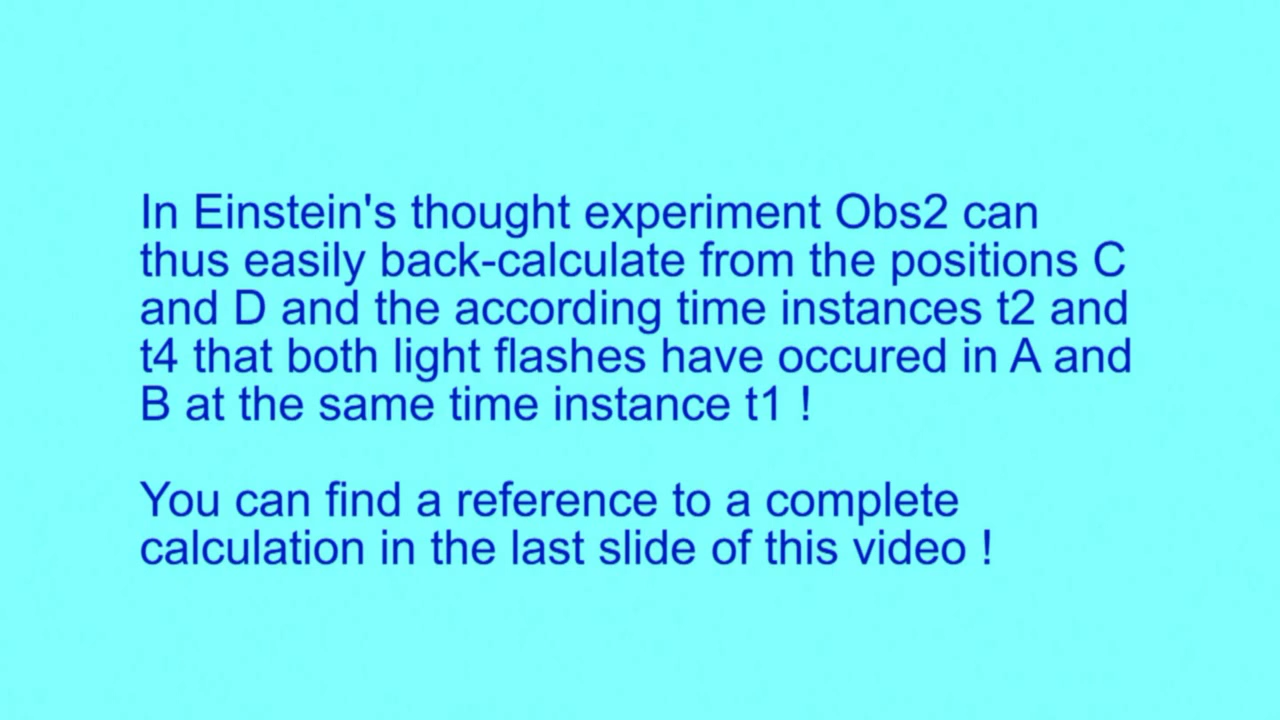 In Einstein's thought experiment Obs2 can
thus easily back-calculate from the positions C
and D and the according time instances t2 and
t4 that both light flashes have occured in A and
B at the same time instance t1 !
You can find a reference to a complete
calculation in the last slide of this video !